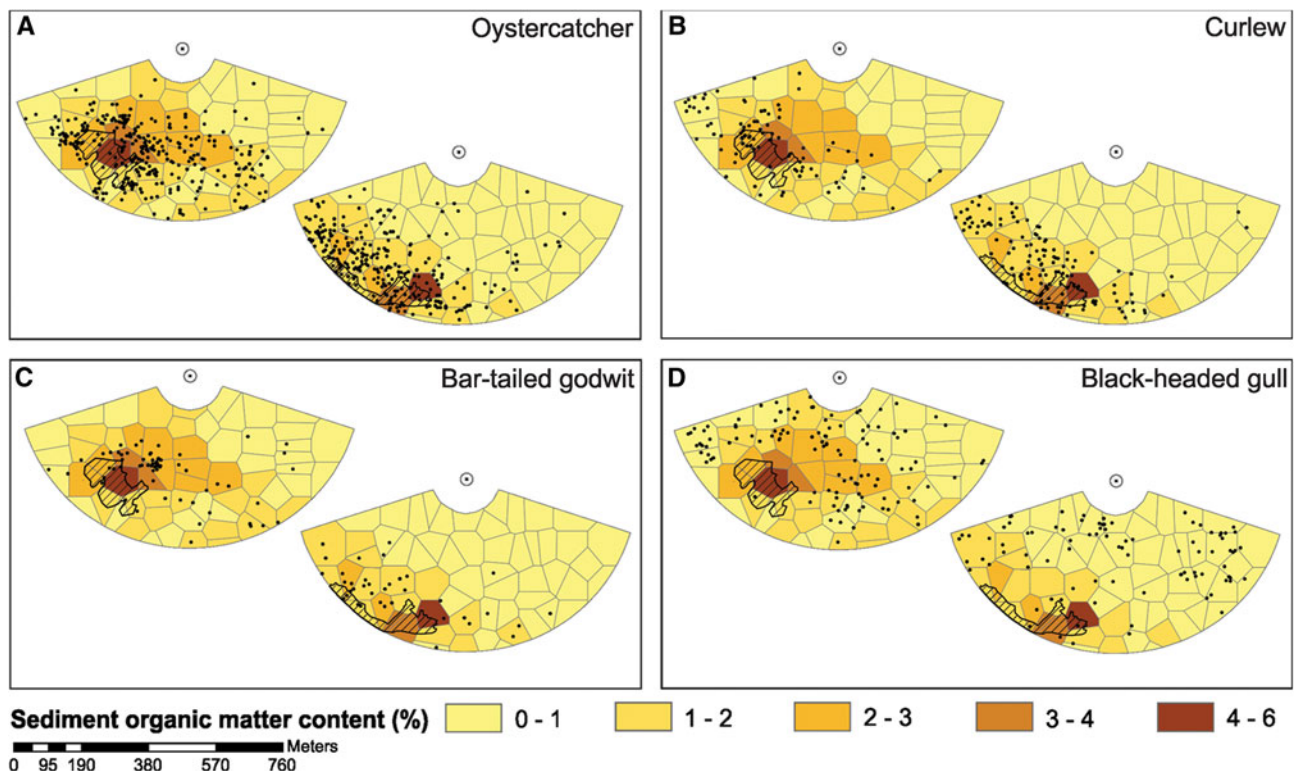 A Oystercatcher
B Curlew
C Bar-tailed godwit
D Black-headed gull
Sediment organic matter content (%) 0 - 1 1 - 2 2 - 3 3 - 4 4 - 6
Meters
0 95 190 380 570 760